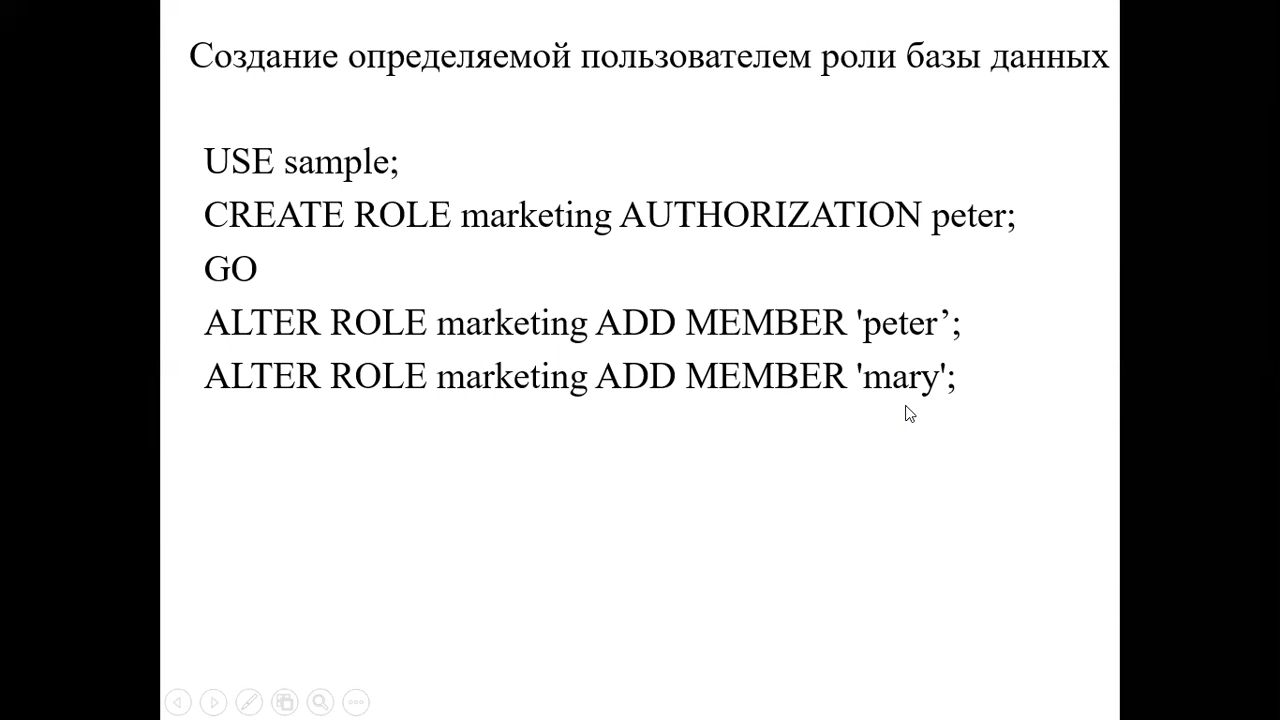 Создание определяемой пользователем роли базы данных
USE sample;
CREATE ROLE marketing AUTHORIZATION peter;
GO
ALTER ROLE marketing ADD MEMBER 'peter’;
ALTER ROLE marketing ADD MEMBER 'mary';